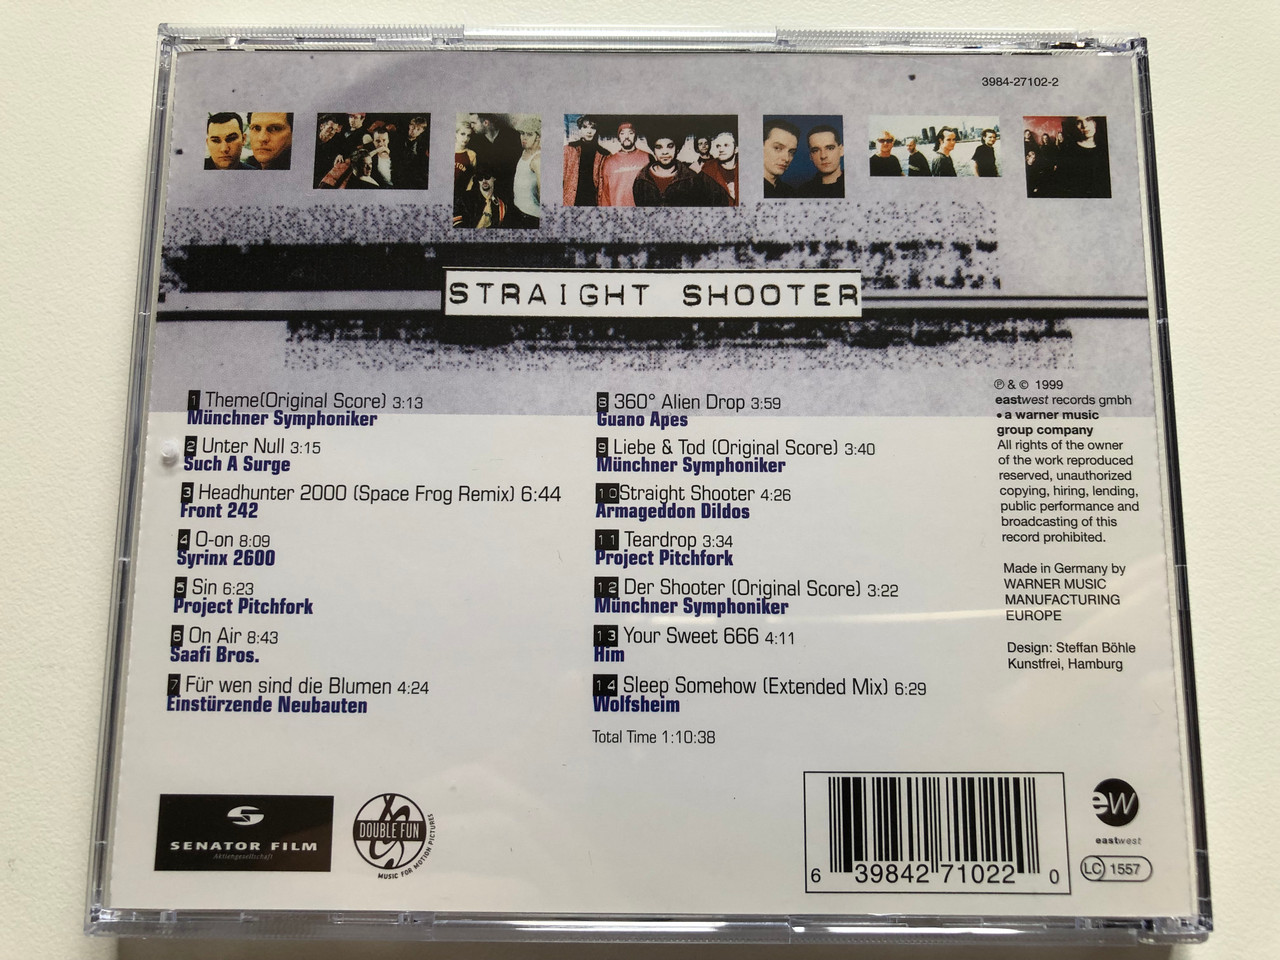 3984-27102-2
STRAIGHT SHOOTER
1 Theme(Original Score) 3:13
Münchner Symphoniker
2 Unter Null 3:15
Such A Surge
3 Headhunter 2000 (Space Frog Remix) 6:44
Front 242
4 O-on 8:09
Syrinx 2600
5 Sin 6:23
Project Pitchfork
6 On Air 8:43
Saafi Bros.
7 Für wen sind die Blumen 4:24
Einstürzende Neubauten
8 360° Alien Drop 3:59
Guano Apes
9 Liebe & Tod (Original Score) 3:40
Münchner Symphoniker
10 Straight Shooter 4:26
Armageddon Dildos
11 Teardrop 3:34
Project Pitchfork
12 Der Shooter (Original Score) 3:22
Münchner Symphoniker
13 Your Sweet 666 4:11
Him
14 Sleep Somehow (Extended Mix) 6:29
Wolfsheim
Total Time 1:10:38
℗ & © 1999
eastwest records gmbh
• a warner music
group company
All rights of the owner
of the work reproduced
reserved, unauthorized
copying, hiring, lending,
public performance and
broadcasting of this
record prohibited.
Made in Germany by
WARNER MUSIC
MANUFACTURING
EUROPE
Design: Steffan Böhle
Kunstfrei, Hamburg
SENATOR FILM
Aktiengesellschaft
DOUBLE FUN
MUSIC FOR MOTION PICTURES
6 39842 71022 0
ew
eastwest
LC 1557